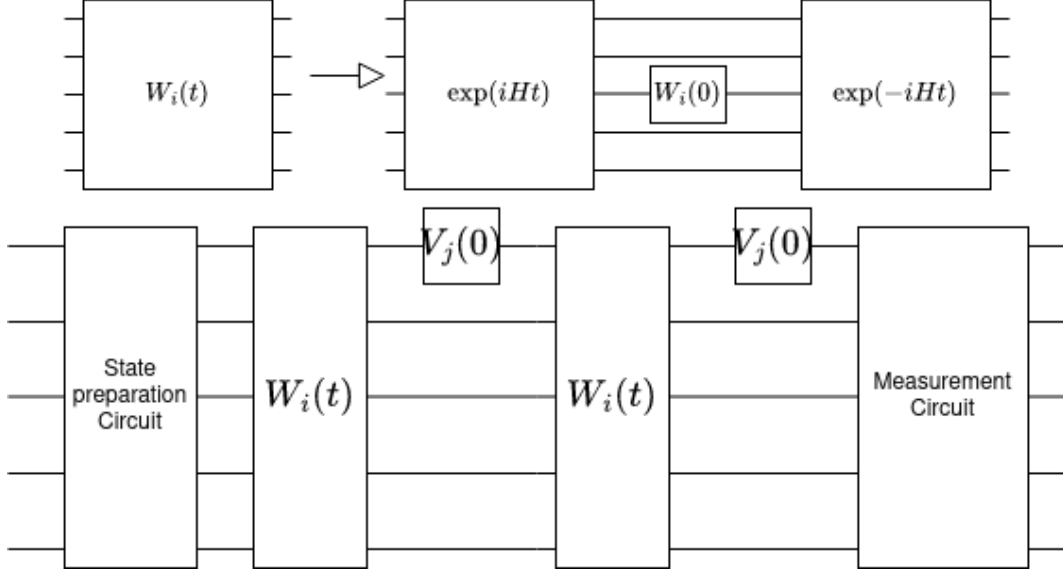 W_i(t)
exp(iHt)
W_i(0)
exp(−iHt)
V_j(0)
V_j(0)
State
preparation
Circuit
W_i(t)
W_i(t)
Measurement
Circuit